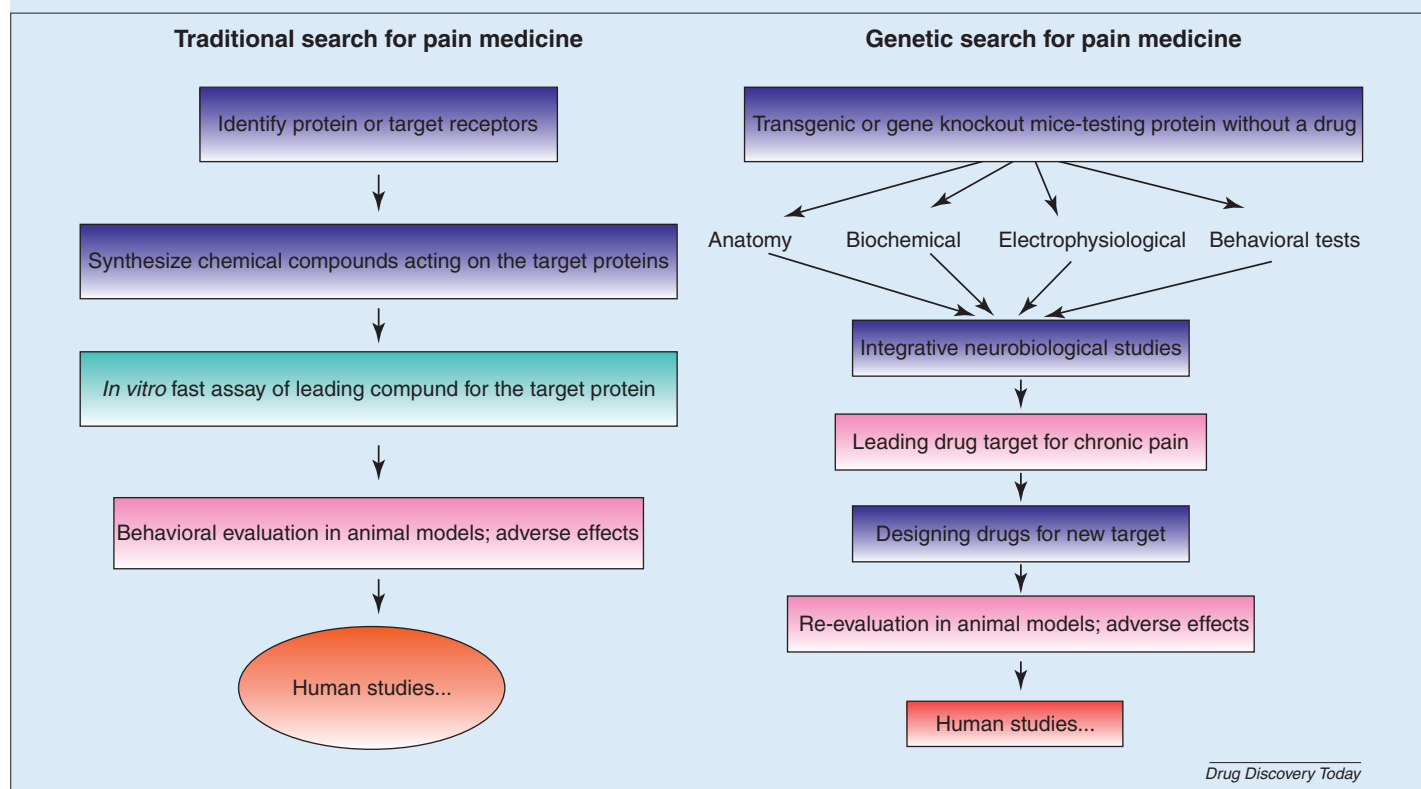 Traditional search for pain medicine
Identify protein or target receptors
Synthesize chemical compounds acting on the target proteins
In vitro fast assay of leading compund for the target protein
Behavioral evaluation in animal models; adverse effects
Human studies...
Genetic search for pain medicine
Transgenic or gene knockout mice-testing protein without a drug
Anatomy
Biochemical
Electrophysiological
Behavioral tests
Integrative neurobiological studies
Leading drug target for chronic pain
Designing drugs for new target
Re-evaluation in animal models; adverse effects
Human studies...
Drug Discovery Today